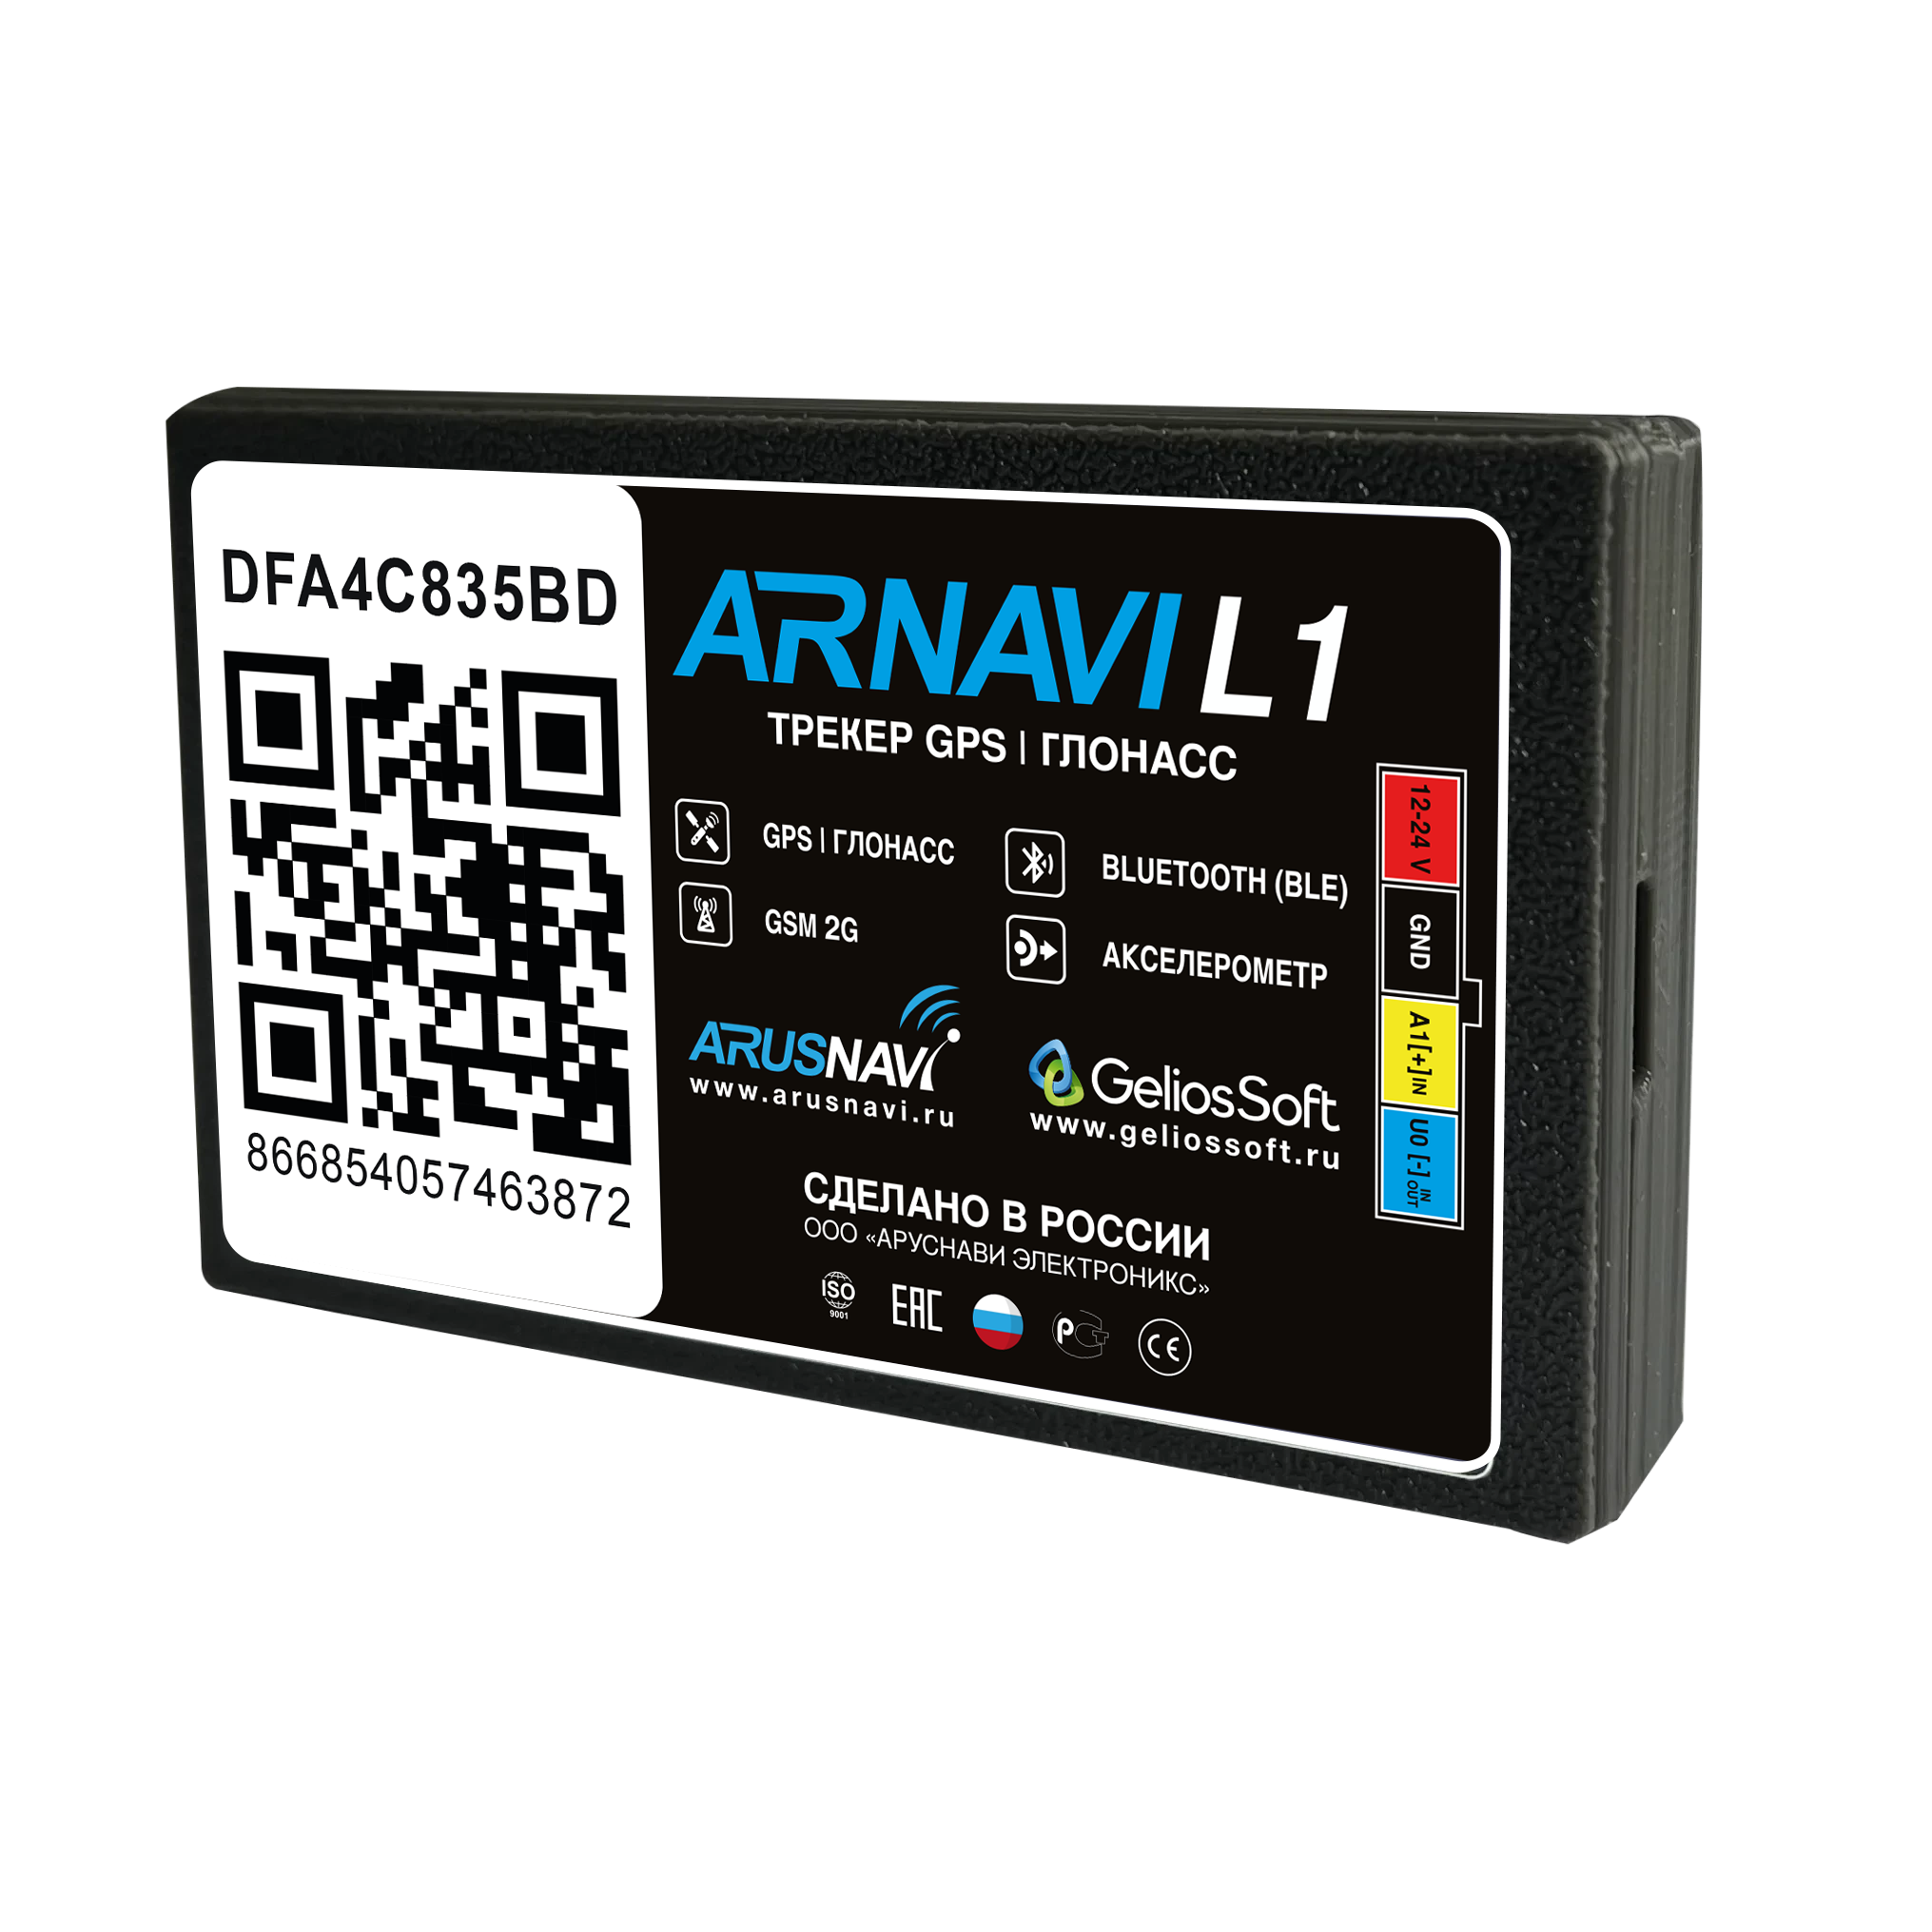 DFA4C835BD
866854057463872
ARNAVI L1
ТРЕКЕР GPS | ГЛОНАСС
GPS | ГЛОНАСС
BLUETOOTH (BLE)
GSM 2G
АКСЕЛЕРОМЕТР
ARUSNAVI
www.arusnavi.ru
GeliosSoft
www.geliossoft.ru
СДЕЛАНО В РОССИИ
ООО «АРУСНАВИ ЭЛЕКТРОНИКС»
ISO
9001
EAC
РСТ
CE
12-24 V
GND
A1[+]IN
U0 [-] IN
OUT